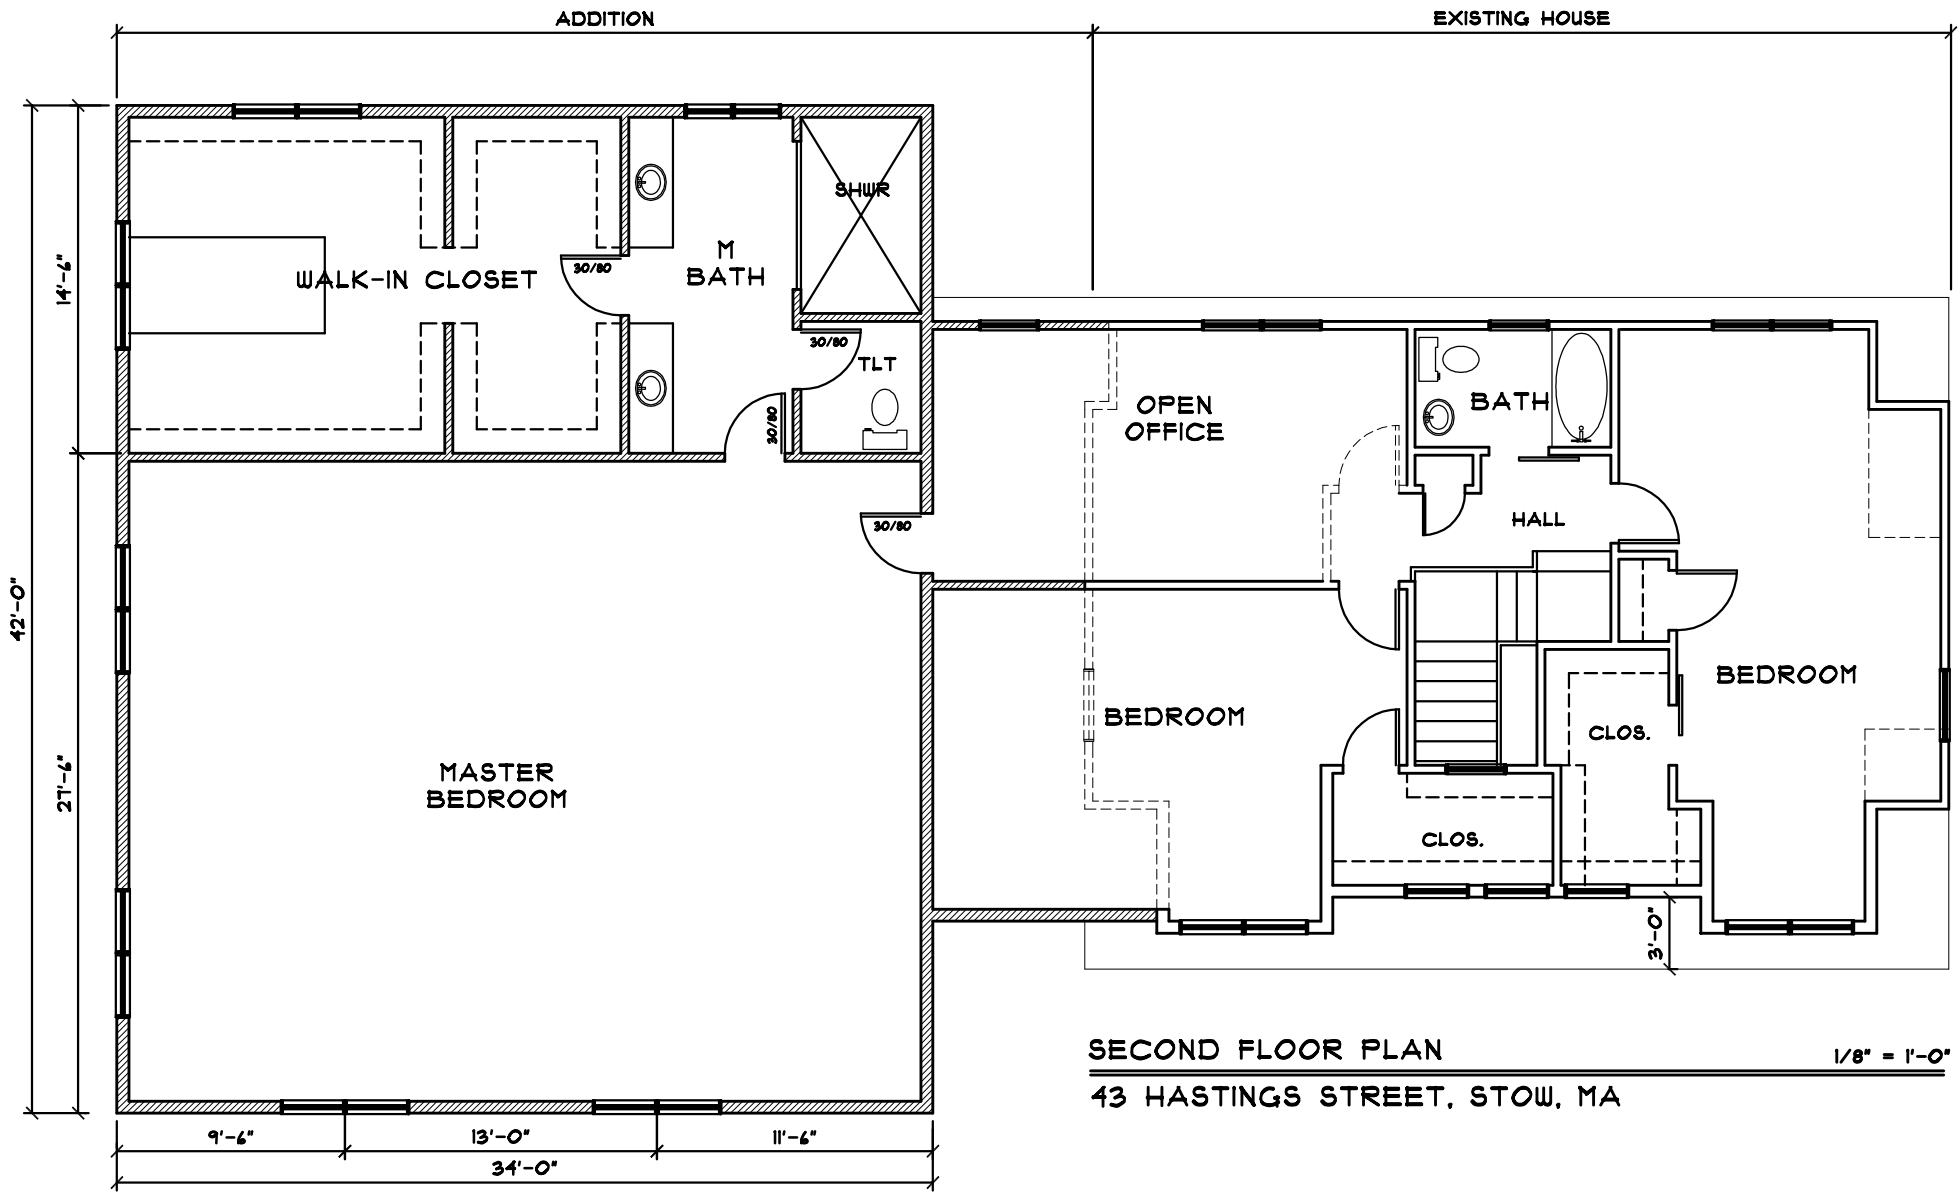 ADDITION
EXISTING HOUSE
SHWR
M
BATH
WALK-IN CLOSET
30/80
14'-6"
30/80
TLT
30/80
OPEN
OFFICE
BATH
30/80
HALL
42'-0"
27'-6"
MASTER
BEDROOM
BEDROOM
BEDROOM
CLOS.
CLOS.
3'-0"
SECOND FLOOR PLAN
1/8" = 1'-0"
43 HASTINGS STREET, STOW, MA
9'-6"
13'-0"
11'-6"
34'-0"